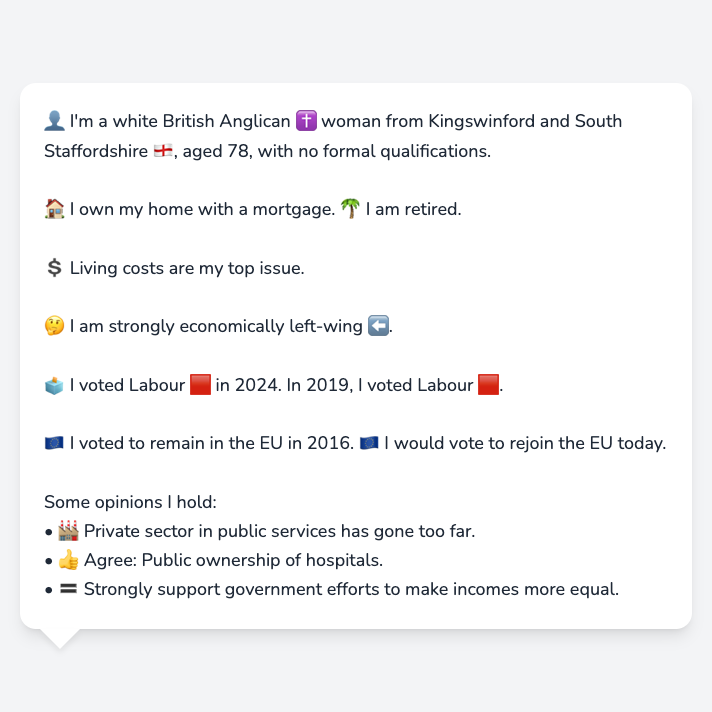 👤 I'm a white British Anglican ✝️ woman from Kingswinford and South
Staffordshire 🏴󠁧󠁢󠁥󠁮󠁧󠁿, aged 78, with no formal qualifications.
🏠 I own my home with a mortgage. 🌴 I am retired.
💲 Living costs are my top issue.
🤔 I am strongly economically left-wing ⬅️.
🗳️ I voted Labour 🟥 in 2024. In 2019, I voted Labour 🟥.
🇪🇺 I voted to remain in the EU in 2016. 🇪🇺 I would vote to rejoin the EU today.
Some opinions I hold:
• 🏭 Private sector in public services has gone too far.
• 👍 Agree: Public ownership of hospitals.
• 🟰 Strongly support government efforts to make incomes more equal.